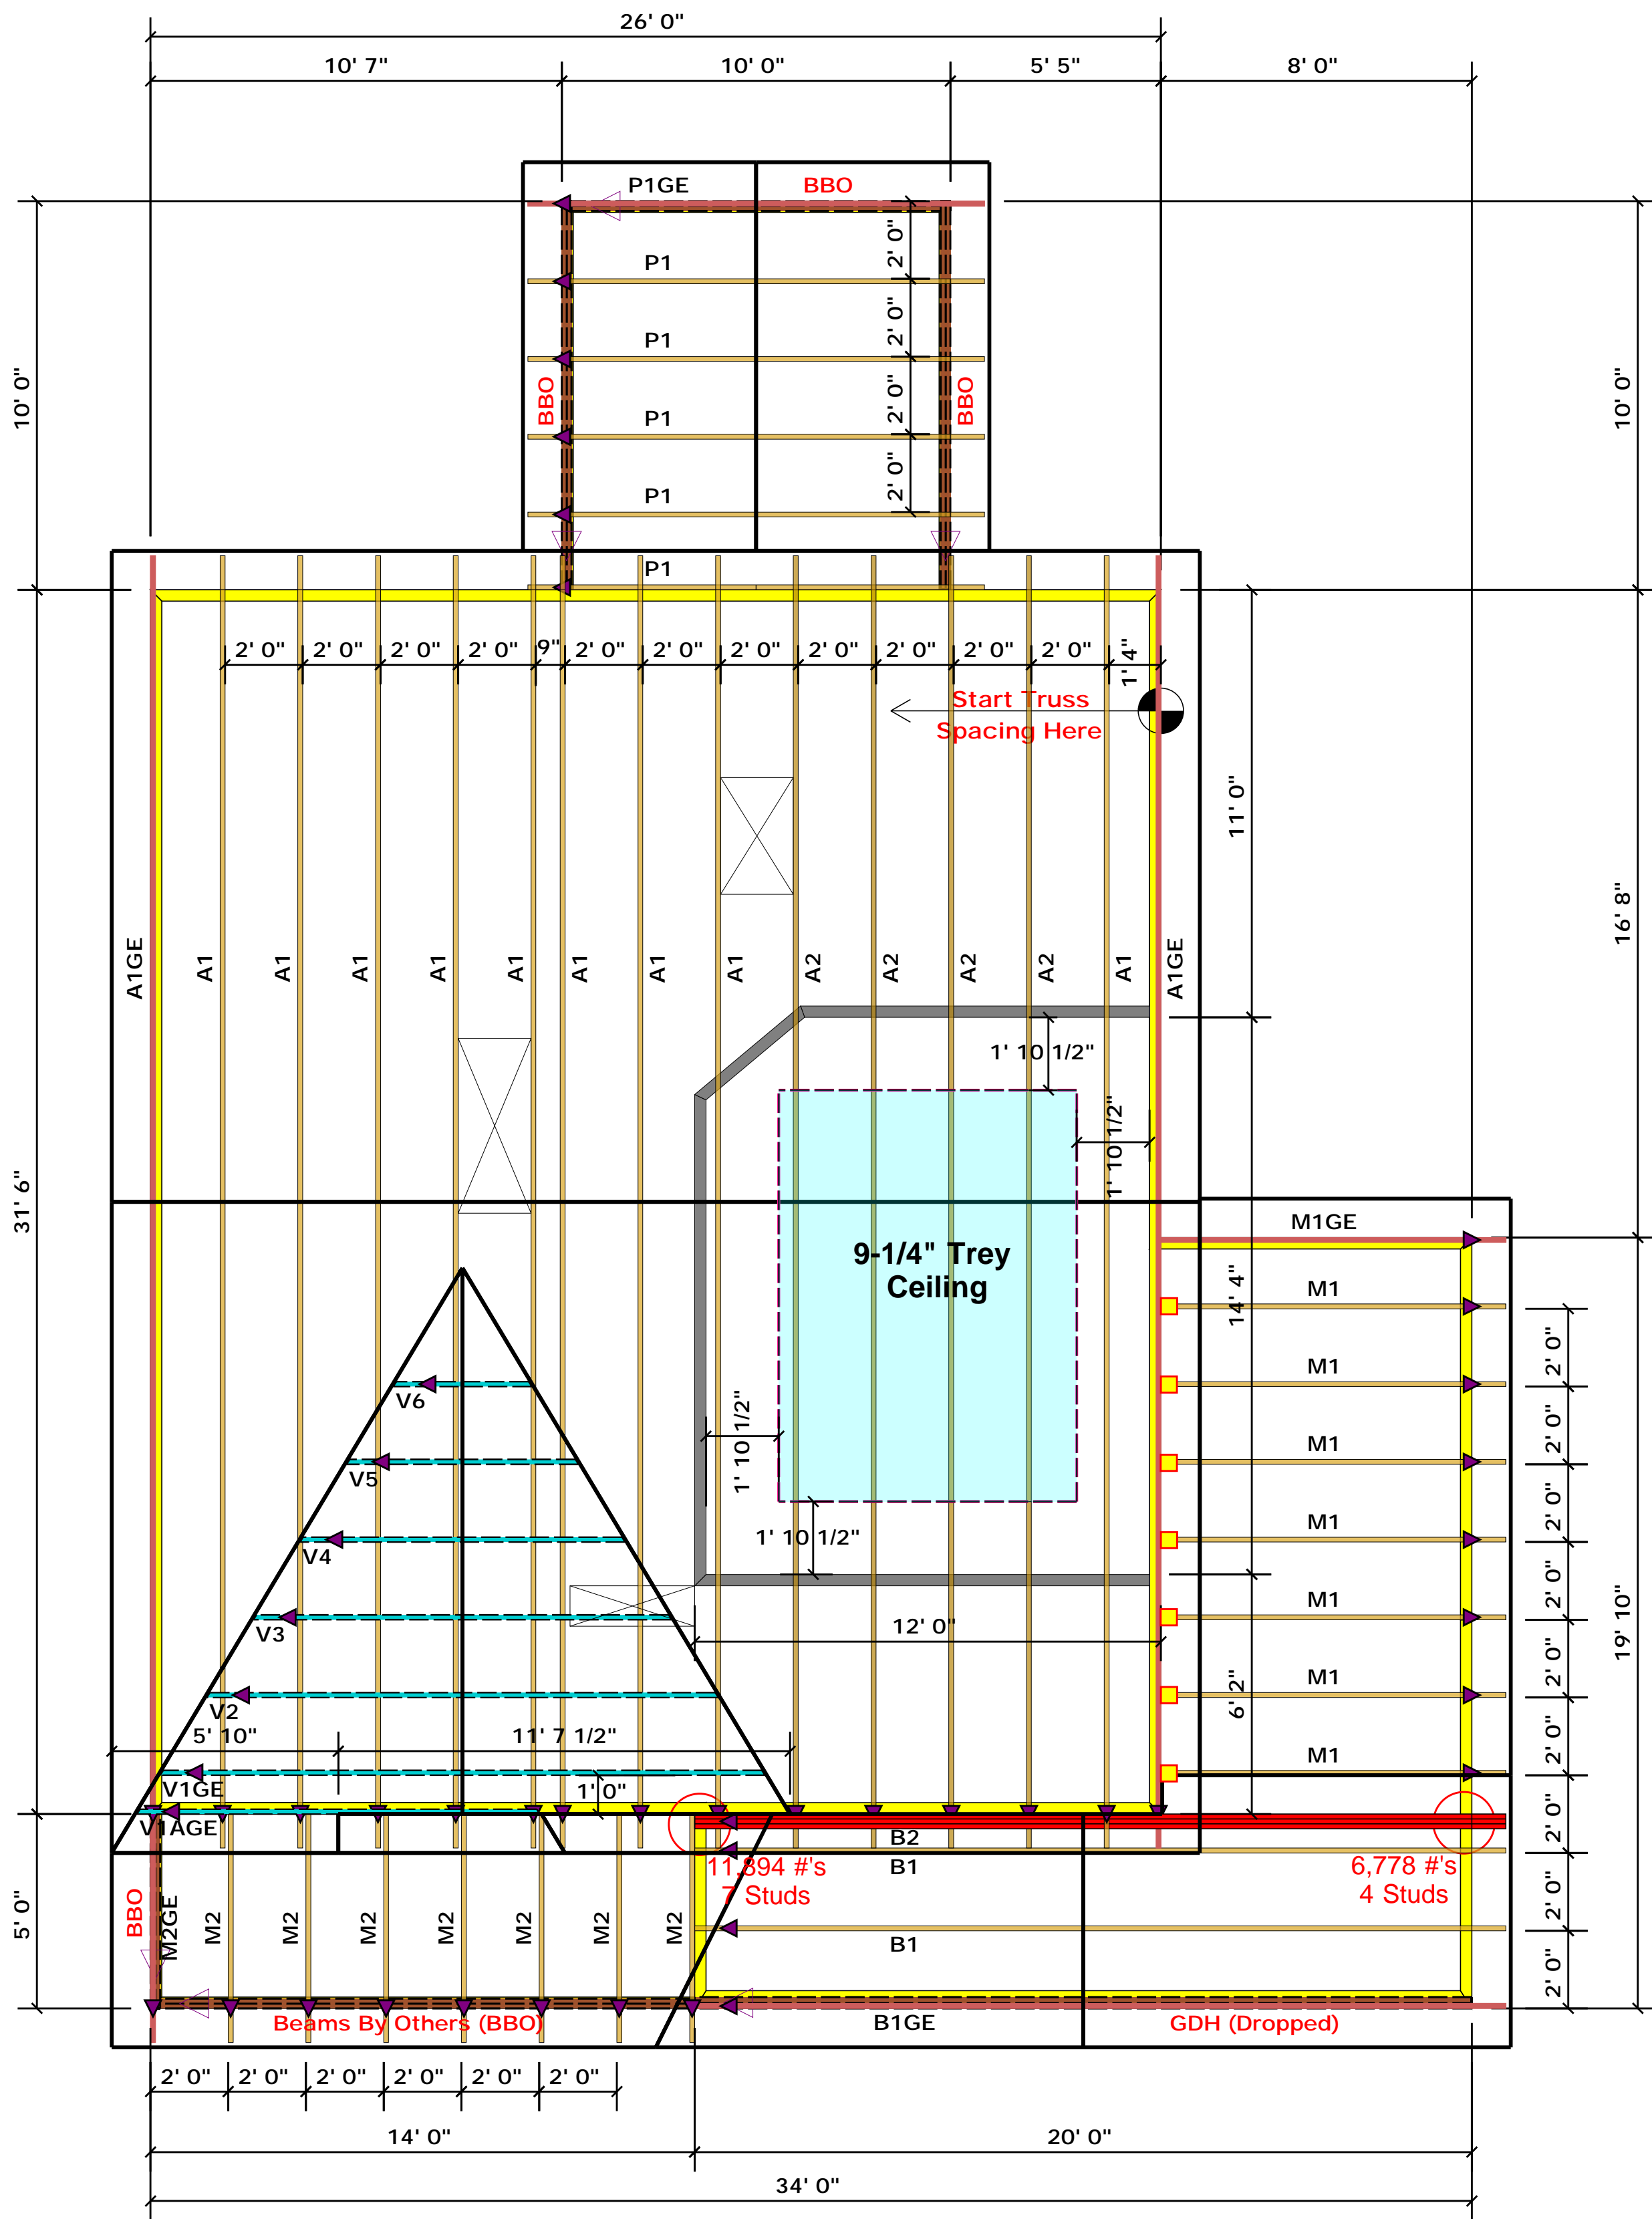 26' 0"
10' 7"
10' 0"
5' 5"
8' 0"
P1GE
BBO
2' 0"
P1
2' 0"
P1
10' 0"
BBO
2' 0"
BBO
10' 0"
P1
2' 0"
P1
P1
2' 0"
2' 0"
2' 0"
2' 0"
9"
2' 0"
2' 0"
2' 0"
2' 0"
2' 0"
2' 0"
2' 0"
1' 4"
Start Truss
Spacing Here
11' 0"
16' 8"
A1GE
A1
A1
A1
A1
A1
A1
A1
A1
A2
A2
A2
A2
A1
A1GE
1' 10 1/2"
1' 10 1/2"
31' 6"
M1GE
9-1/4" Trey
Ceiling
14' 4"
M1
2' 0"
M1
V6
1' 10 1/2"
2' 0"
M1
V5
2' 0"
1' 10 1/2"
M1
V4
2' 0"
M1
V3
12' 0"
19' 10"
2' 0"
M1
6' 2"
V2
5' 10"
11' 7 1/2"
2' 0"
M1
V1GE
1' 0"
V1AGE
2' 0"
B2
B1
11,894 #'s
7 Studs
6,778 #'s
4 Studs
5' 0"
BBO
M2GE
M2
M2
M2
M2
M2
M2
M2
2' 0"
B1
2' 0"
Beams By Others (BBO)
B1GE
GDH (Dropped)
2' 0"
2' 0"
2' 0"
2' 0"
2' 0"
2' 0"
14' 0"
20' 0"
34' 0"